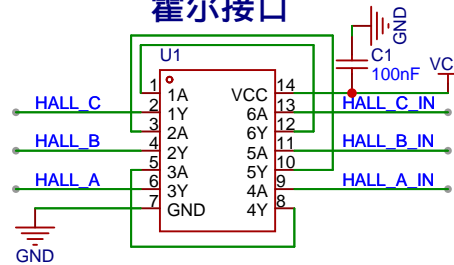 霍尔接口
GND
U1
C1
100nF
VC
1 1A VCC 14
HALL_C 2 1Y 6A 13 HALL_C_IN
3 2A 6Y 12
HALL_B 4 2Y 5A 11 HALL_B_IN
5 3A 5Y 10
HALL_A 6 3Y 4A 9 HALL_A_IN
7 GND 4Y 8
GND